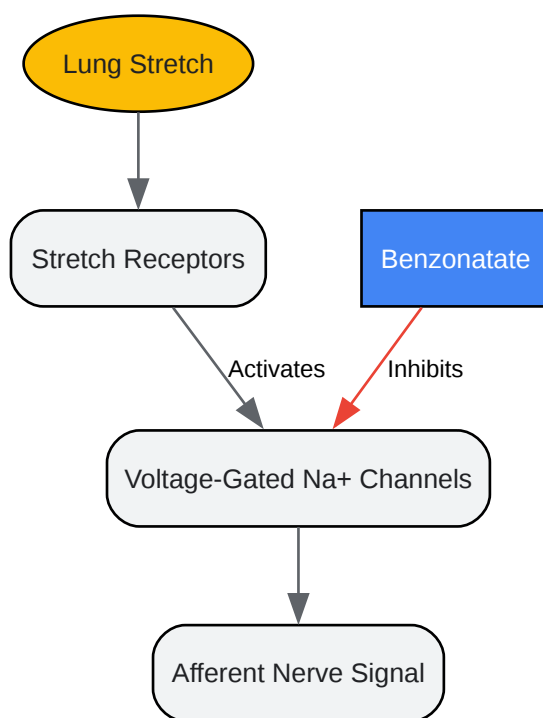 Lung Stretch
Stretch Receptors
Benzonatate
Activates
Inhibits
Voltage-Gated Na+ Channels
Afferent Nerve Signal